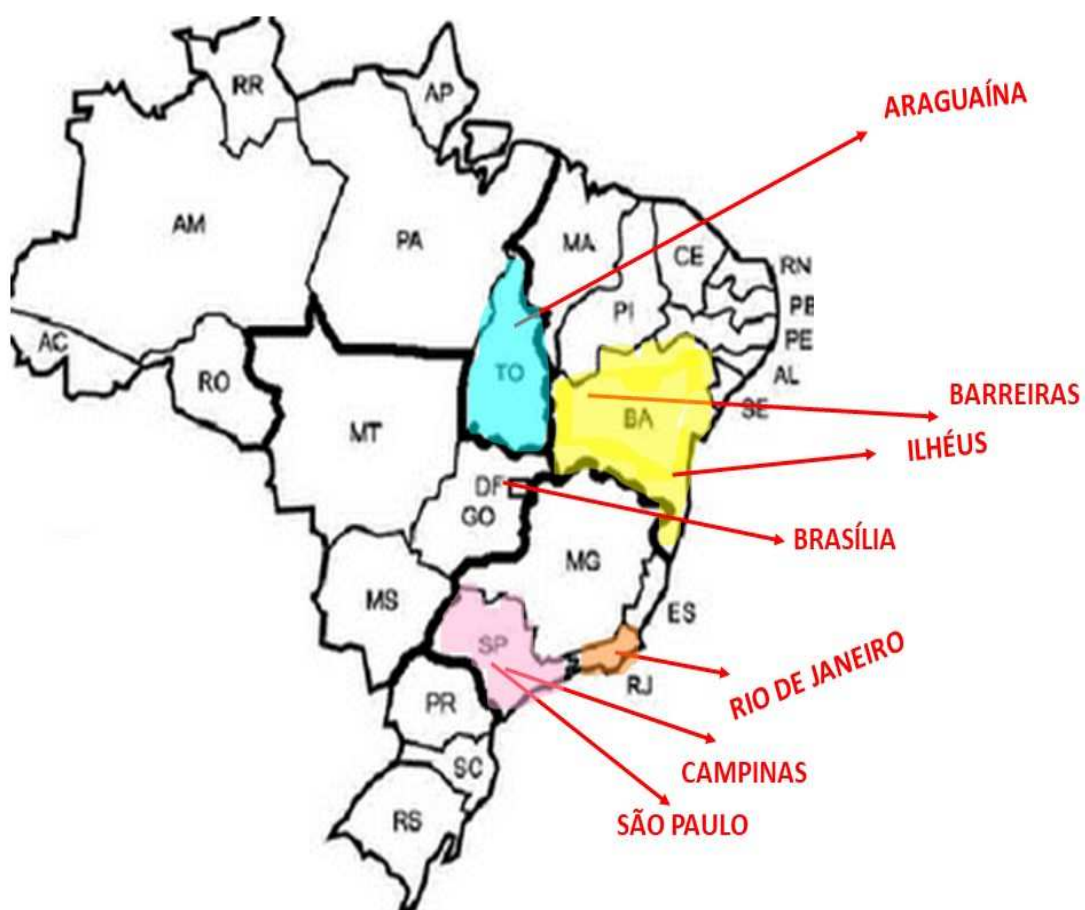 RR
AP
ARAGUAÍNA
AM
PA
MA
CE
RN
PB
PI
PE
AC
RO
TO
AL
MT
BA
SE
BARREIRAS
ILHÉUS
DF
GO
BRASÍLIA
MG
MS
ES
SP
RIO DE JANEIRO
RJ
PR
CAMPINAS
SC
RS
SÃO PAULO